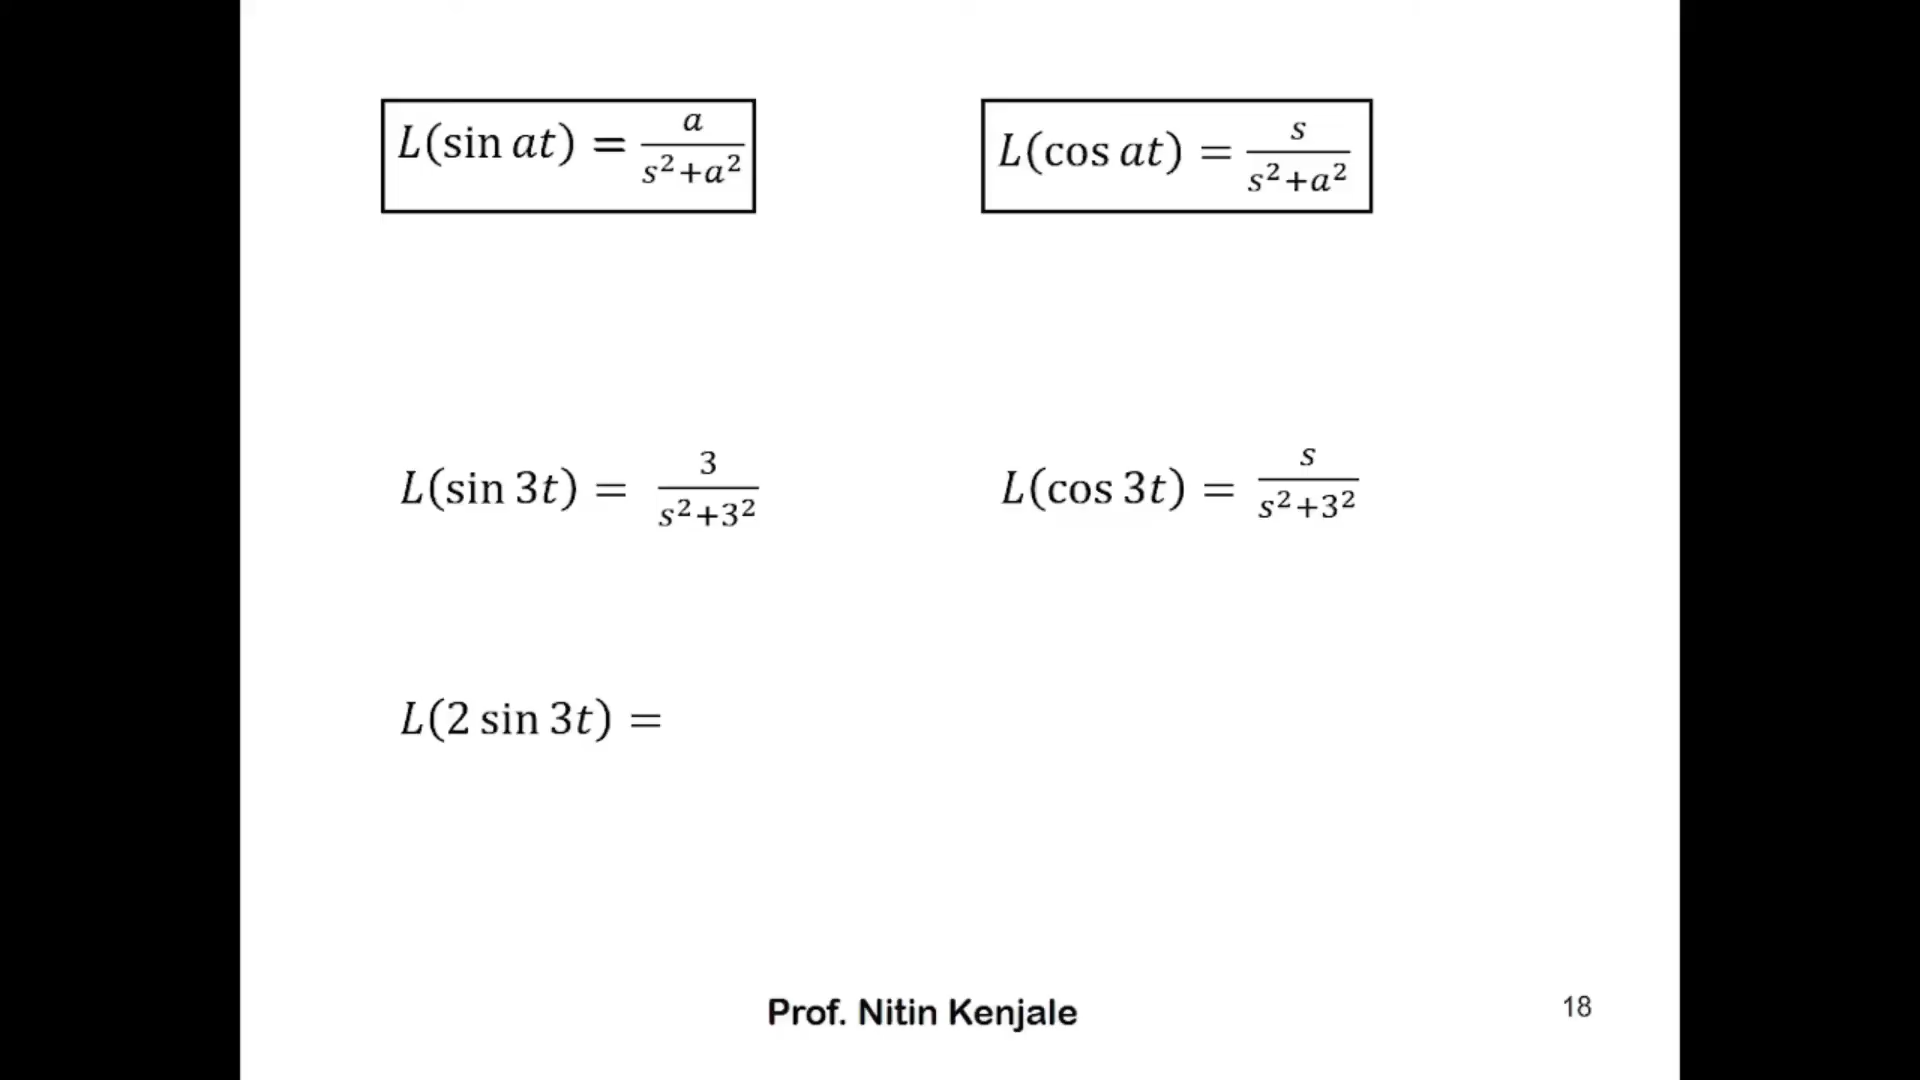 L(sin at) = a/(s²+a²)
L(cos at) = s/(s²+a²)
L(sin 3t) = 3/(s²+3²)
L(cos 3t) = s/(s²+3²)
L(2 sin 3t) =
Prof. Nitin Kenjale
18